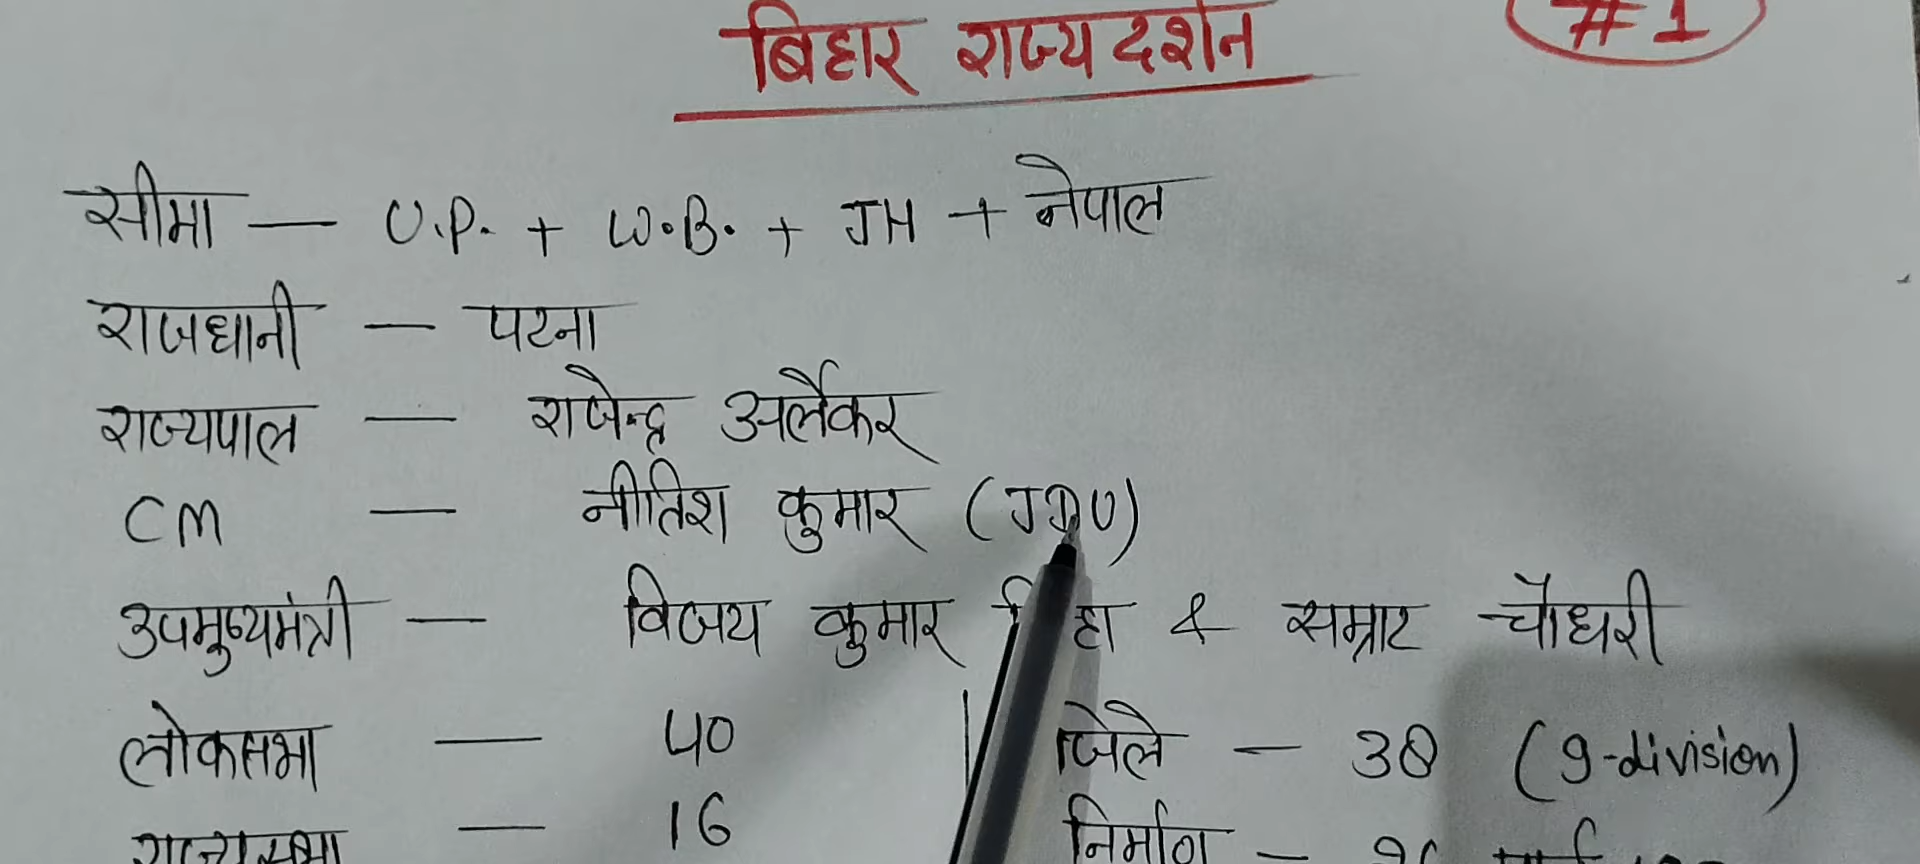 बिहार राज्य दर्शन
#1
सीमा — U.P. + W.B. + JH + नेपाल
राजधानी — पटना
राज्यपाल — राजेन्द्र अर्लेकर
CM — नीतिश कुमार (JDU)
उपमुख्यमंत्री — विजय कुमार & सम्राट चौधरी
लोकसभा — 40 | जिले — 38 (9-division)
राज्यसभा — 16
निर्माण —